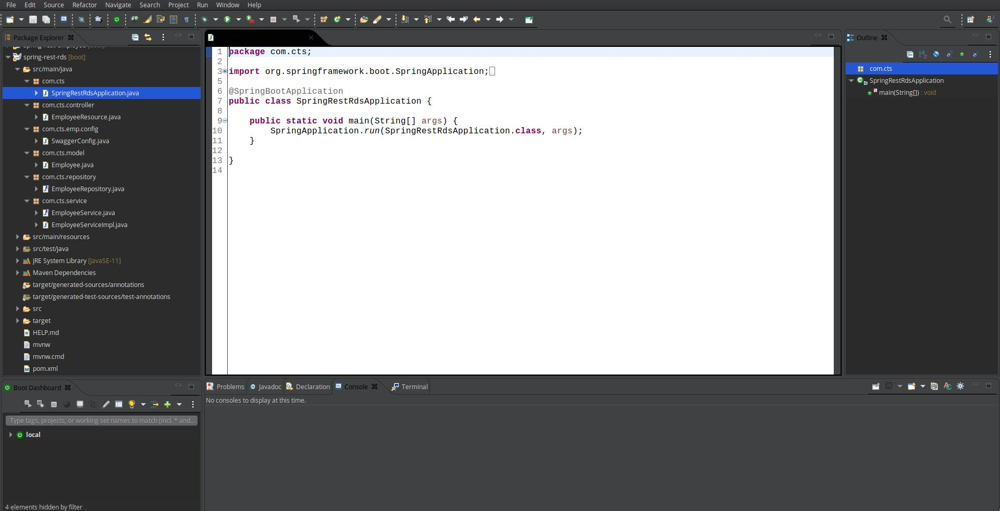 File Edit Source Refactor Navigate Search Project Run Window Help
Package Explorer
spring-rest-rds [boot]
src/main/java
com.cts
SpringRestRdsApplication.java
com.cts.controller
EmployeeResource.java
com.cts.emp.config
SwaggerConfig.java
com.cts.model
Employee.java
com.cts.repository
EmployeeRepository.java
com.cts.service
EmployeeService.java
EmployeeServiceImpl.java
src/main/resources
src/test/java
JRE System Library [JavaSE-11]
Maven Dependencies
target/generated-sources/annotations
target/generated-test-sources/test-annotations
src
target
HELP.md
mvnw
mvnw.cmd
pom.xml
1 package com.cts;
2
3 import org.springframework.boot.SpringApplication;
5
6 @SpringBootApplication
7 public class SpringRestRdsApplication {
8
9 public static void main(String[] args) {
10 SpringApplication.run(SpringRestRdsApplication.class, args);
11 }
12
13 }
14
Outline
com.cts
SpringRestRdsApplication
main(String[]) : void
Boot Dashboard
Type tags, projects, or working set names to match (incl. * and...
local
4 elements hidden by filter
Problems Javadoc Declaration Console Terminal
No consoles to display at this time.